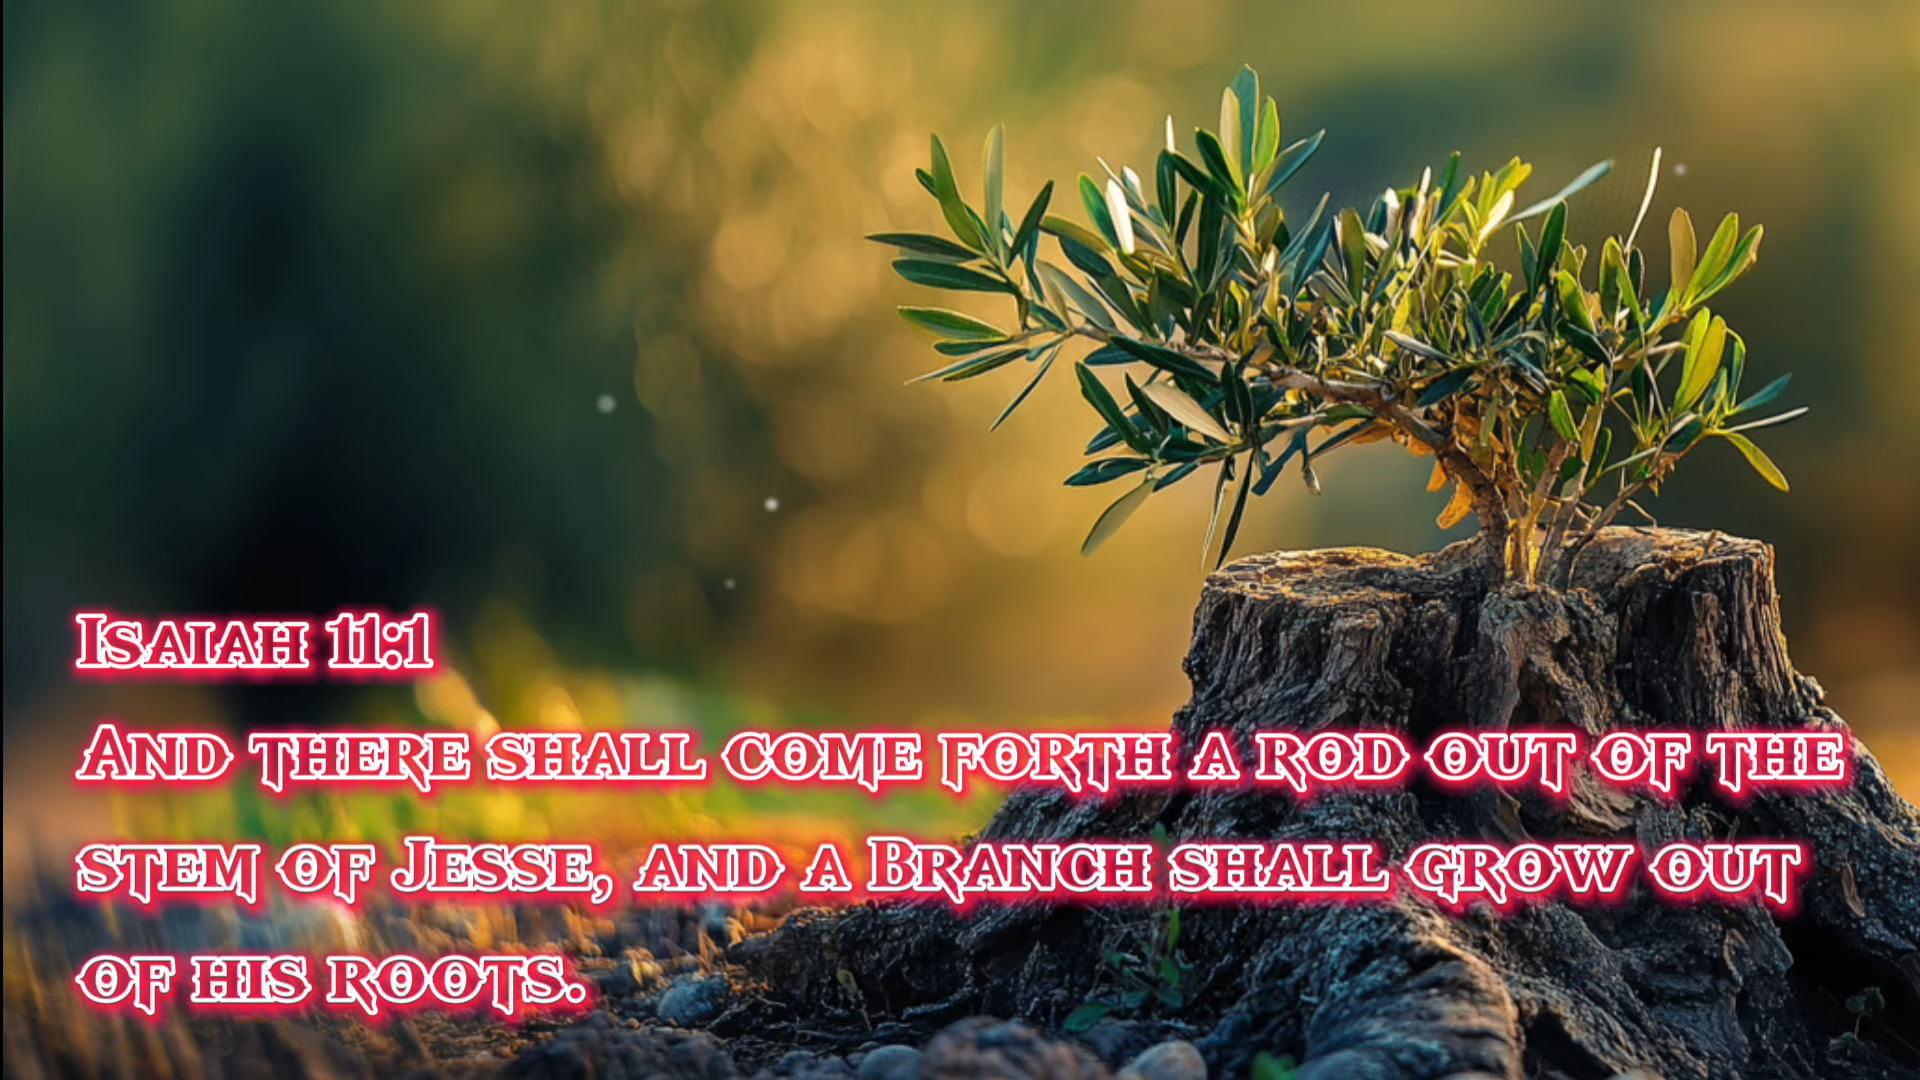 Isaiah 11:1
And there shall come forth a rod out of the
stem of Jesse, and a Branch shall grow out
of his roots.